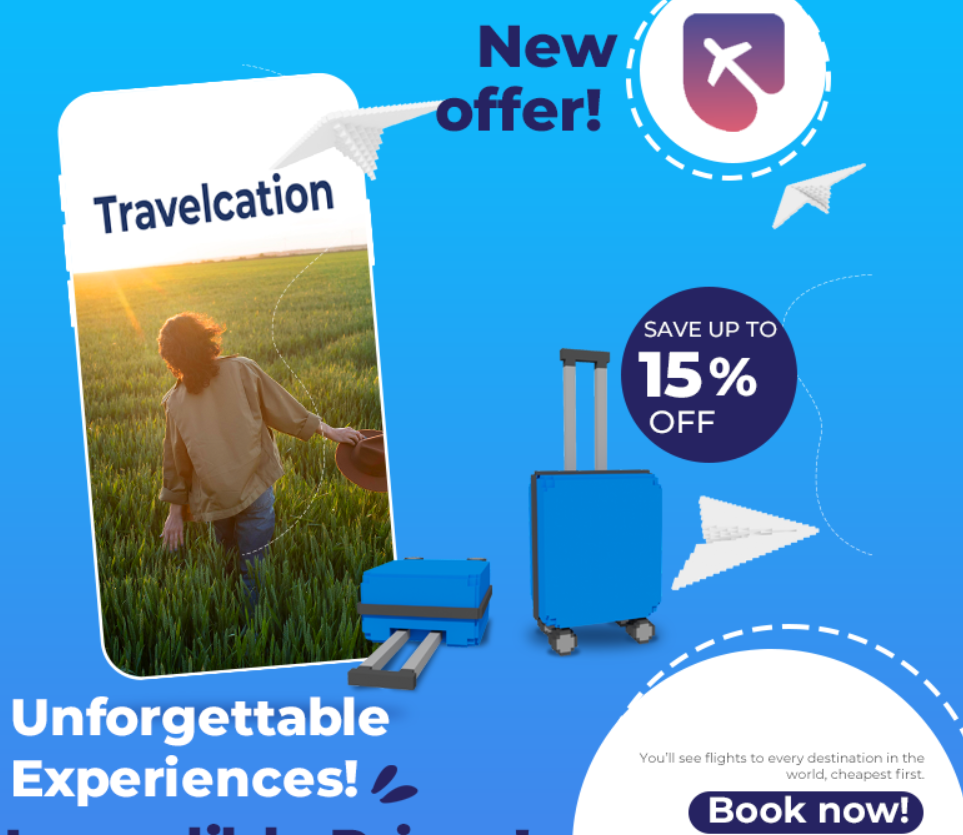 New
offer!
Travelcation
SAVE UP TO
15%
OFF
Unforgettable
Experiences!
You'll see flights to every destination in the
world, cheapest first.
Book now!